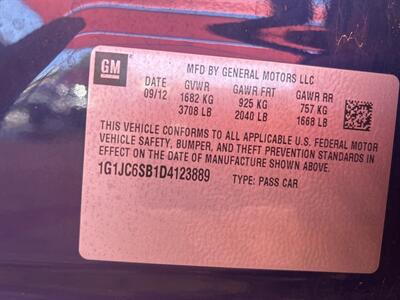 GM
MFD BY GENERAL MOTORS LLC
DATE GVWR GAWR FRT GAWR RR
09/12 1682 KG 925 KG 757 KG
3708 LB 2040 LB 1668 LB
THIS VEHICLE CONFORMS TO ALL APPLICABLE U.S. FEDERAL MOTOR
VEHICLE SAFETY, BUMPER, AND THEFT PREVENTION STANDARDS IN
EFFECT ON THE DATE OF MANUFACTURE SHOWN ABOVE.
1G1JC6SB1D4123889 TYPE: PASS CAR